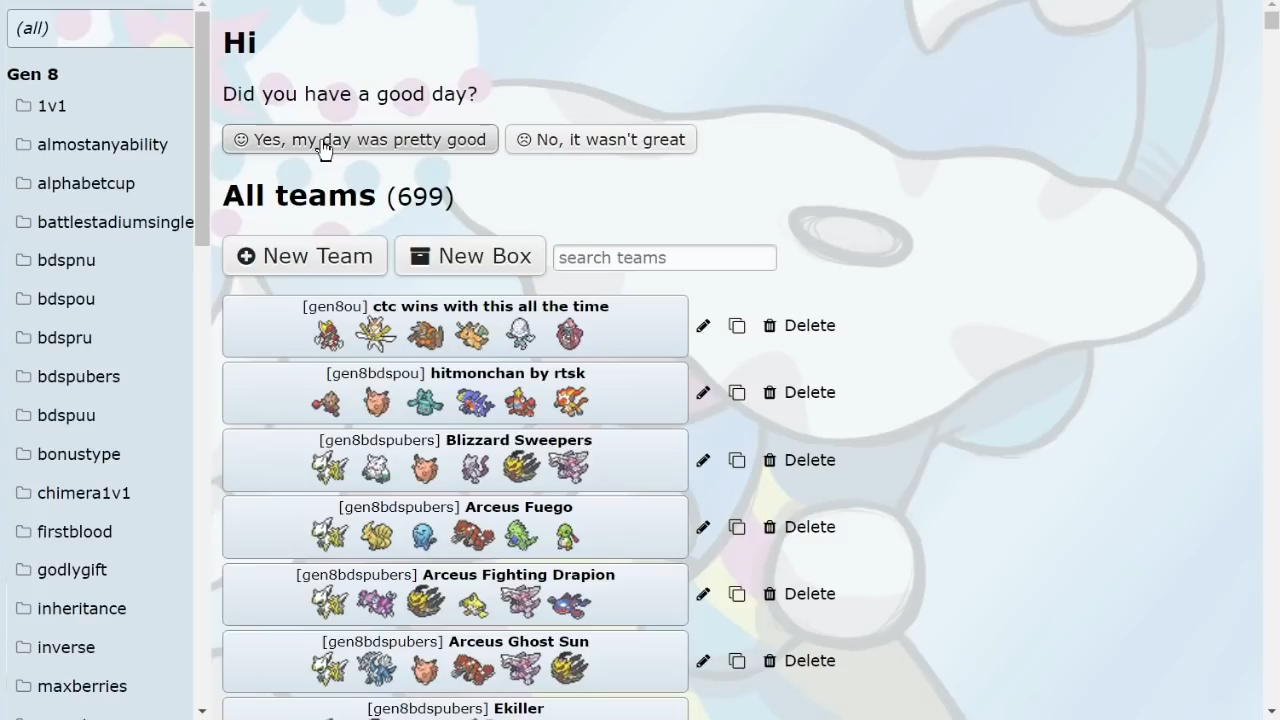 (all)
Gen 8
1v1
almostanyability
alphabetcup
battlestadiumsingle
bdspnu
bdspou
bdspru
bdspubers
bdspuu
bonustype
chimera1v1
firstblood
godlygift
inheritance
inverse
maxberries
Hi
Did you have a good day?
Yes, my day was pretty good
No, it wasn't great
All teams (699)
New Team
New Box
search teams
[gen8ou] ctc wins with this all the time
Delete
[gen8bdspou] hitmonchan by rtsk
Delete
[gen8bdspubers] Blizzard Sweepers
Delete
[gen8bdspubers] Arceus Fuego
Delete
[gen8bdspubers] Arceus Fighting Drapion
Delete
[gen8bdspubers] Arceus Ghost Sun
Delete
[gen8bdspubers] Ekiller